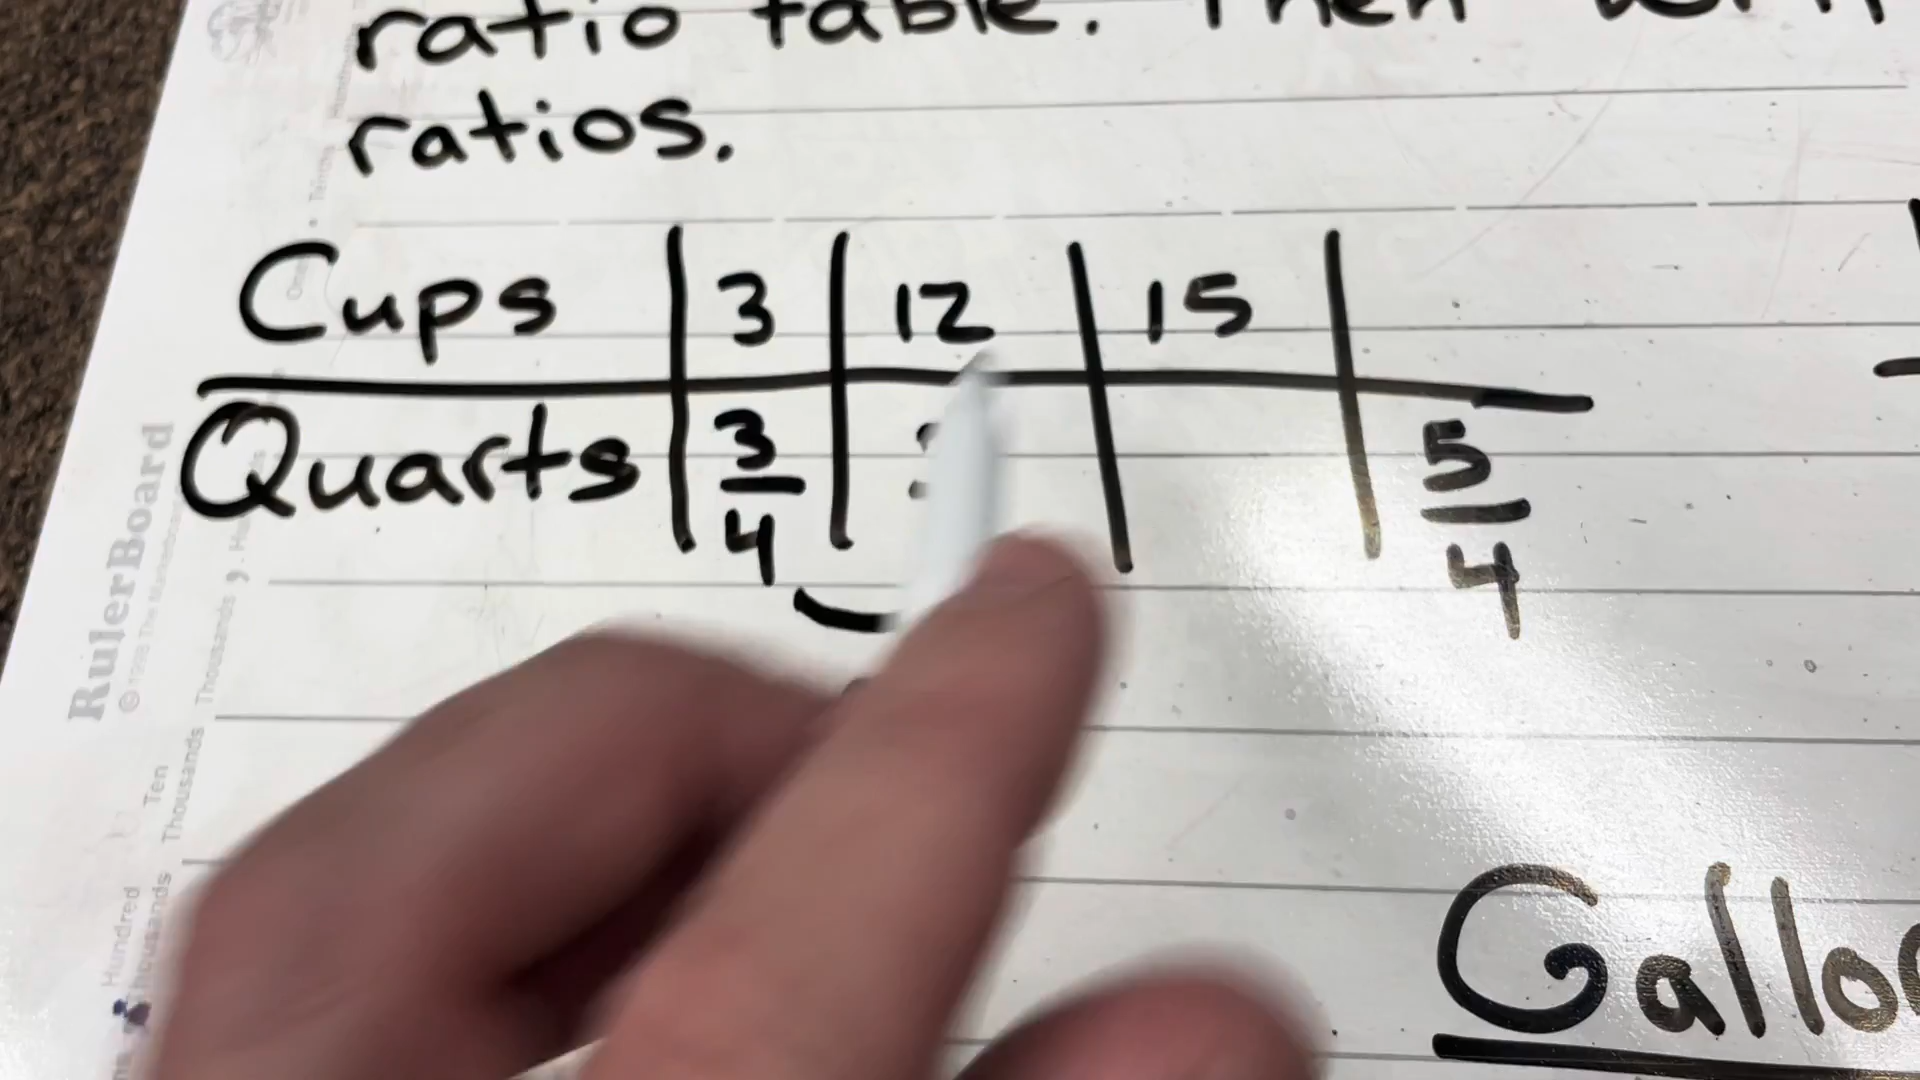 ratio table. Then
ratios.
Cups | 3 | 12 | 15 |
Quarts | 3/4 | | | 5/4
RulerBoard
Hundred Thousands
Ten Thousands
Thousands